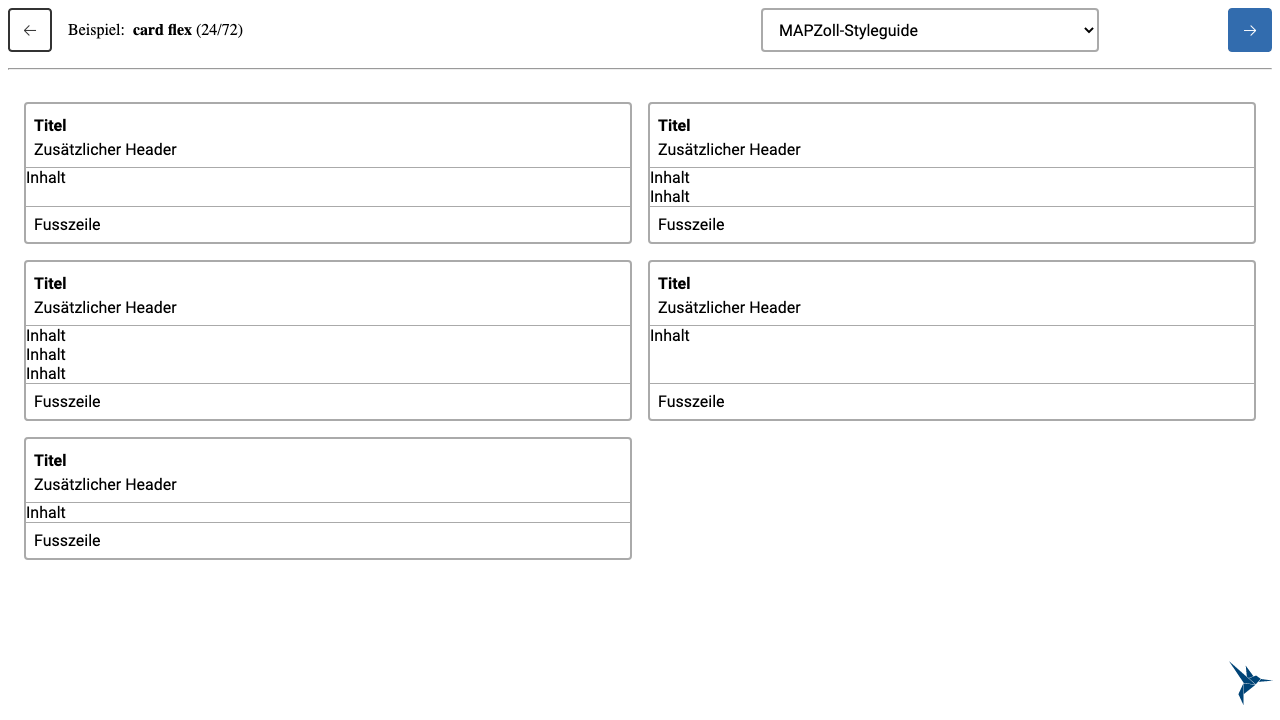 Beispiel: card flex (24/72)
MAPZoll-Styleguide
Titel
Zusätzlicher Header
Inhalt
Fusszeile
Titel
Zusätzlicher Header
Inhalt
Inhalt
Fusszeile
Titel
Zusätzlicher Header
Inhalt
Inhalt
Inhalt
Fusszeile
Titel
Zusätzlicher Header
Inhalt
Fusszeile
Titel
Zusätzlicher Header
Inhalt
Fusszeile